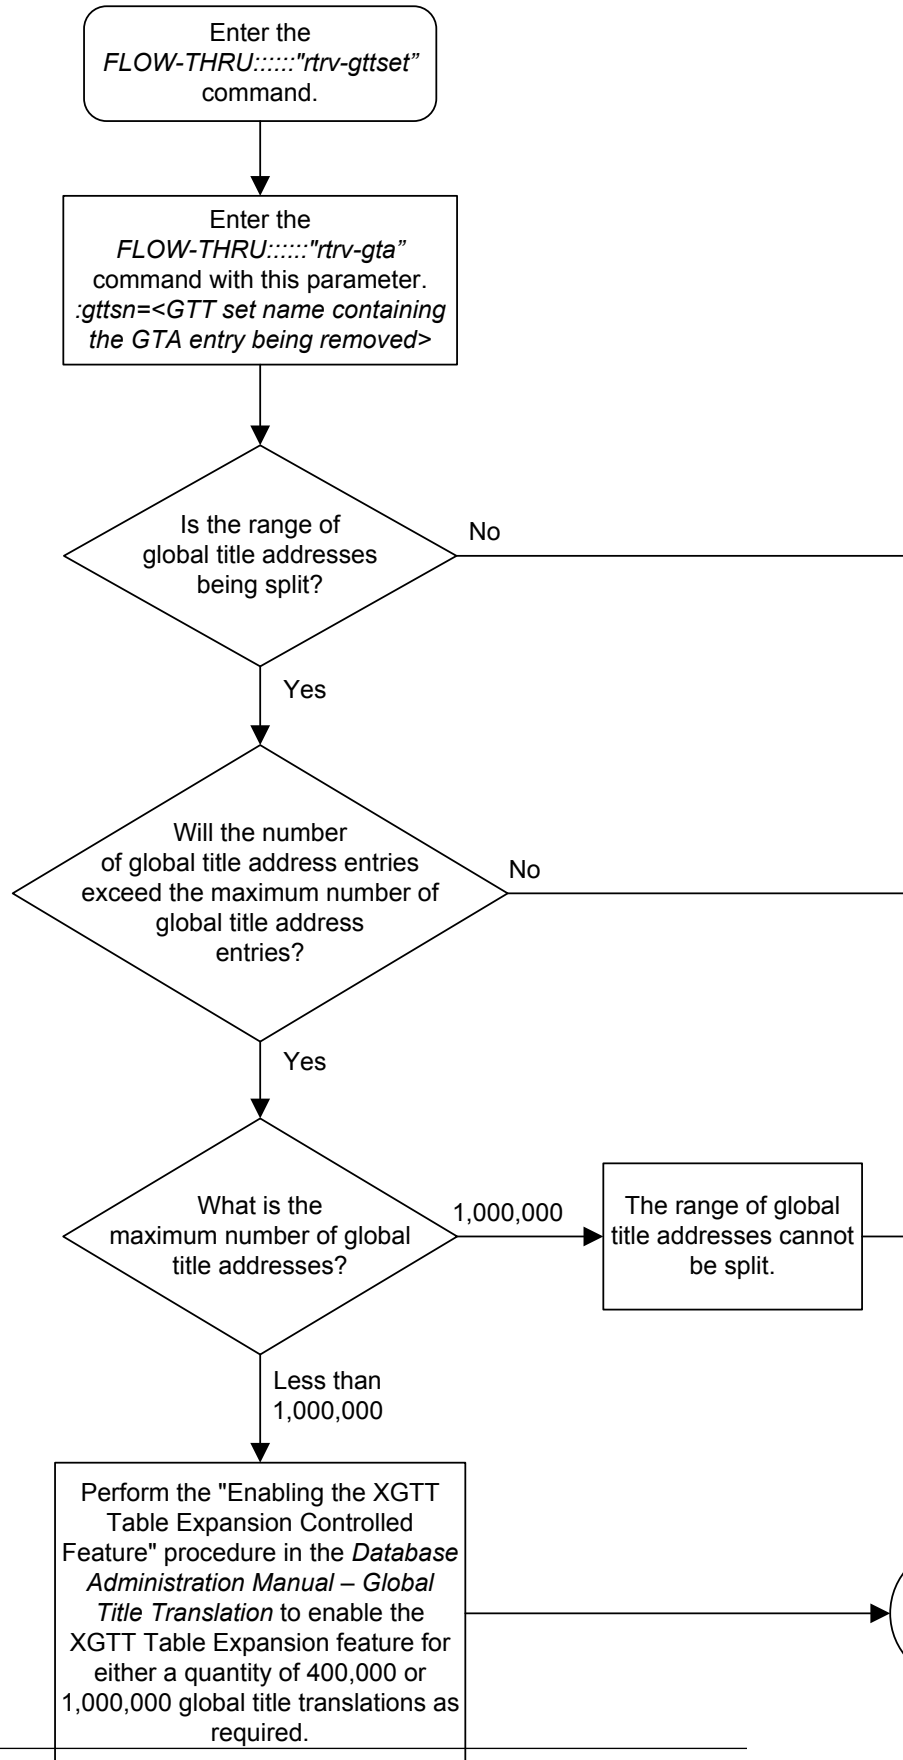 Enter the
FLOW-THRU::::::"rtrv-gttset”
command.
Enter the
FLOW-THRU::::::"rtrv-gta”
command with this parameter.
:gttsn=<GTT set name containing
the GTA entry being removed>
Is the range of
global title addresses
being split?
No
Yes
Will the number
of global title address entries
exceed the maximum number of
global title address
entries?
No
Yes
What is the
maximum number of global
title addresses?
1,000,000
The range of global
title addresses cannot
be split.
Less than
1,000,000
Perform the "Enabling the XGTT
Table Expansion Controlled
Feature" procedure in the Database
Administration Manual – Global
Title Translation to enable the
XGTT Table Expansion feature for
either a quantity of 400,000 or
1,000,000 global title translations as
required.